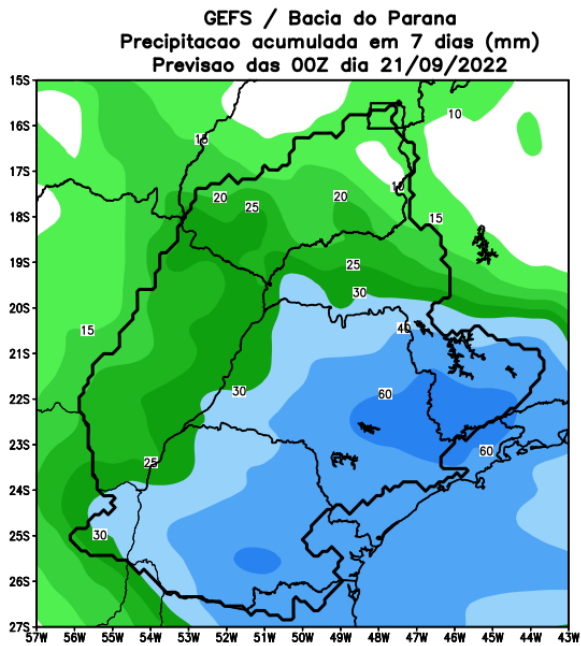 GEFS / Bacia do Parana
Precipitacao acumulada em 7 dias (mm)
Previsao das 00Z dia 21/09/2022
15S
16S
17S
18S
19S
20S
21S
22S
23S
24S
25S
26S
27S
10
15
10
20
25
20
15
25
30
15
40
30
60
60
25
30
57W 56W 55W 54W 53W 52W 51W 50W 49W 48W 47W 46W 45W 44W 43W